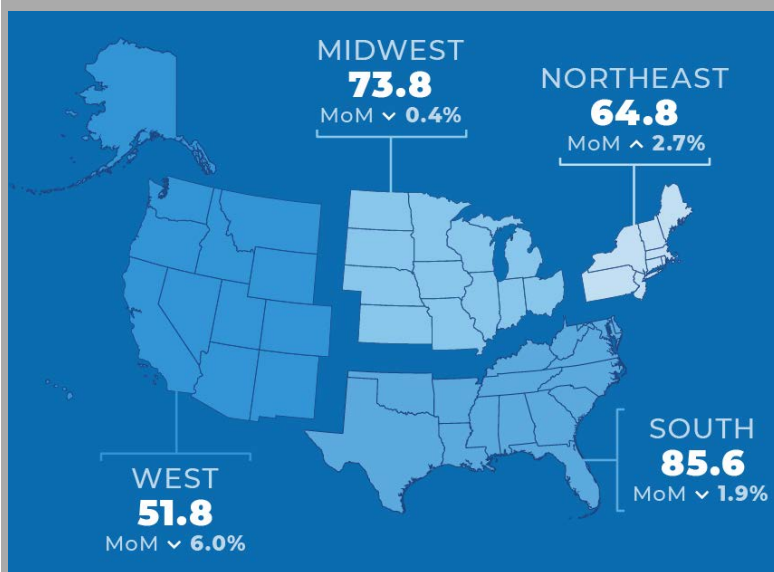 MIDWEST
73.8
MoM ⌄ 0.4%
NORTHEAST
64.8
MoM ⌃ 2.7%
WEST
51.8
MoM ⌄ 6.0%
SOUTH
85.6
MoM ⌄ 1.9%